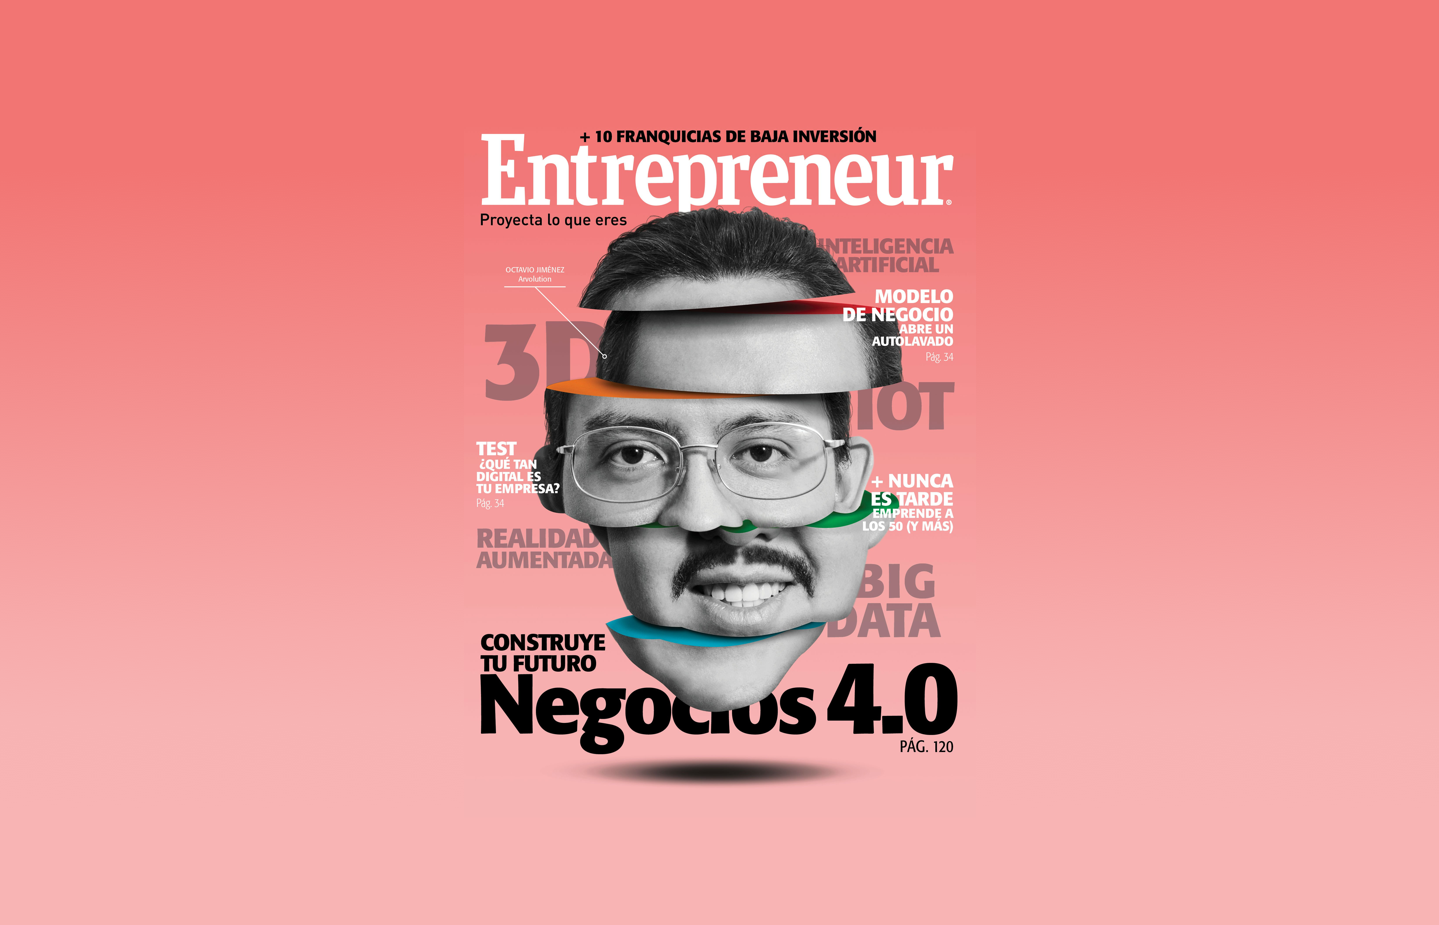 + 10 FRANQUICIAS DE BAJA INVERSIÓN
Entrepreneur®
Proyecta lo que eres
INTELIGENCIA
ARTIFICIAL
OCTAVIO JIMÉNEZ
Arvolution
MODELO
DE NEGOCIO
ABRE UN
AUTOLAVADO
Pág. 34
3D
IOT
TEST
¿QUÉ TAN
DIGITAL ES
TU EMPRESA?
Pág. 34
+ NUNCA
ES TARDE
EMPRENDE A
LOS 50 (Y MÁS)
REALIDAD
AUMENTADA
BIG
DATA
CONSTRUYE
TU FUTURO
Negocios 4.0
PÁG. 120